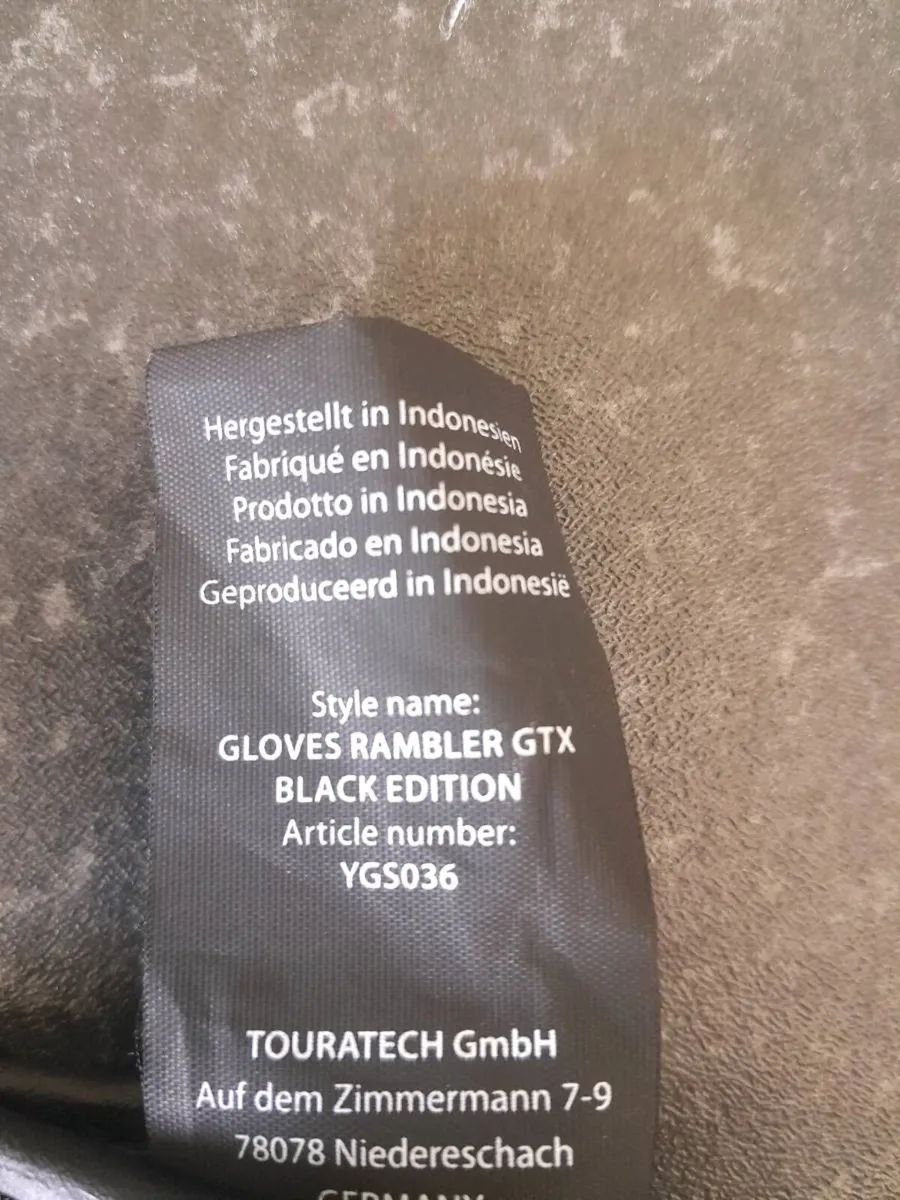 Hergestellt in Indonesien
Fabriqué en Indonésie
Prodotto in Indonesia
Fabricado en Indonesia
Geproduceerd in Indonesië
Style name:
GLOVES RAMBLER GTX
BLACK EDITION
Article number:
YGS036
TOURATECH GmbH
Auf dem Zimmermann 7-9
78078 Niedereschach
GERMANY